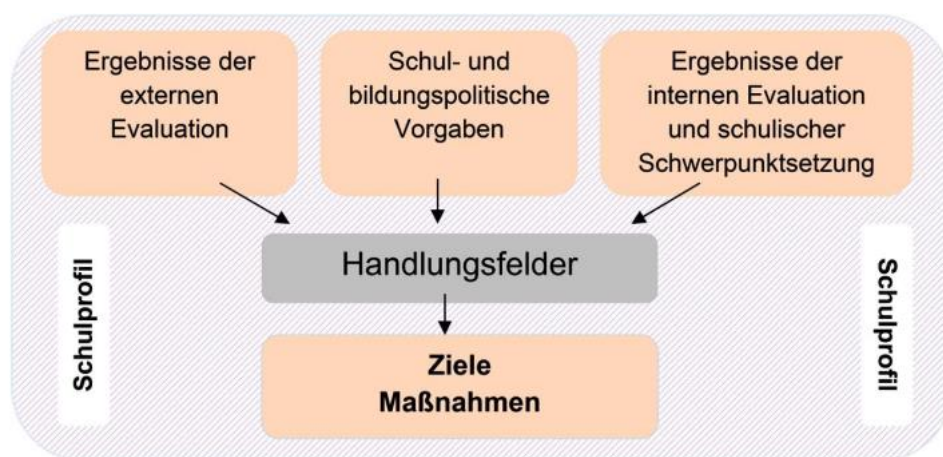 Ergebnisse der
externen
Evaluation
Schul- und
bildungspolitische
Vorgaben
Ergebnisse der
internen Evaluation
und schulischer
Schwerpunktsetzung
Schulprofil
Handlungsfelder
Schulprofil
Ziele
Maßnahmen